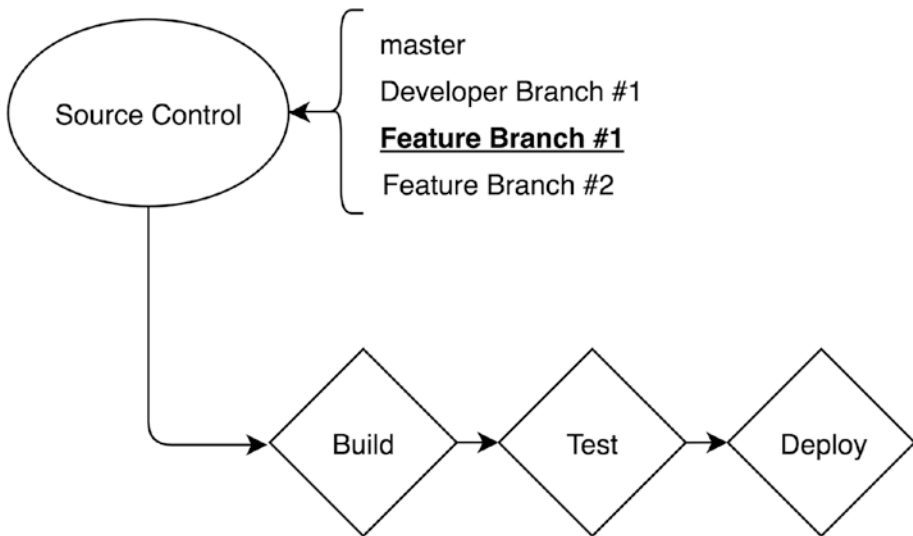 master
Source Control
Developer Branch #1
Feature Branch #1
Feature Branch #2
Build
Test
Deploy